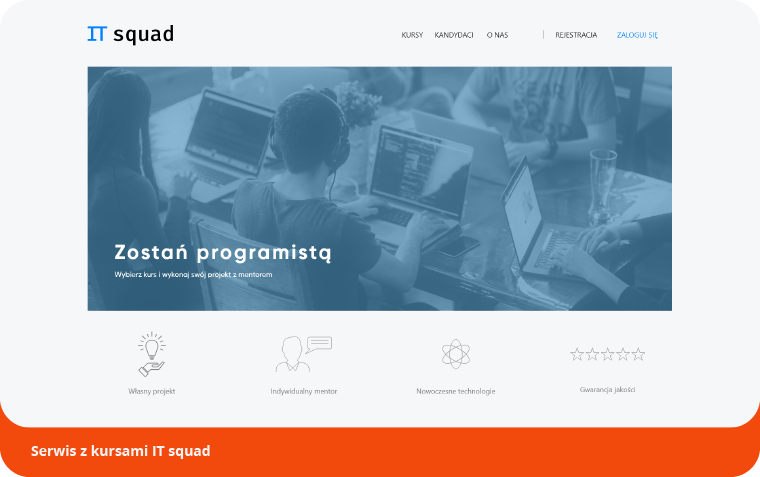 IT squad
KURSY KANDYDACI O NAS | REJESTRACJA ZALOGUJ SIĘ
Zostań programistą
Wybierz kurs i wykonaj swój projekt z mentorem
Własny projekt
Indywidualny mentor
Nowoczesne technologie
Gwarancja jakości
Serwis z kursami IT squad